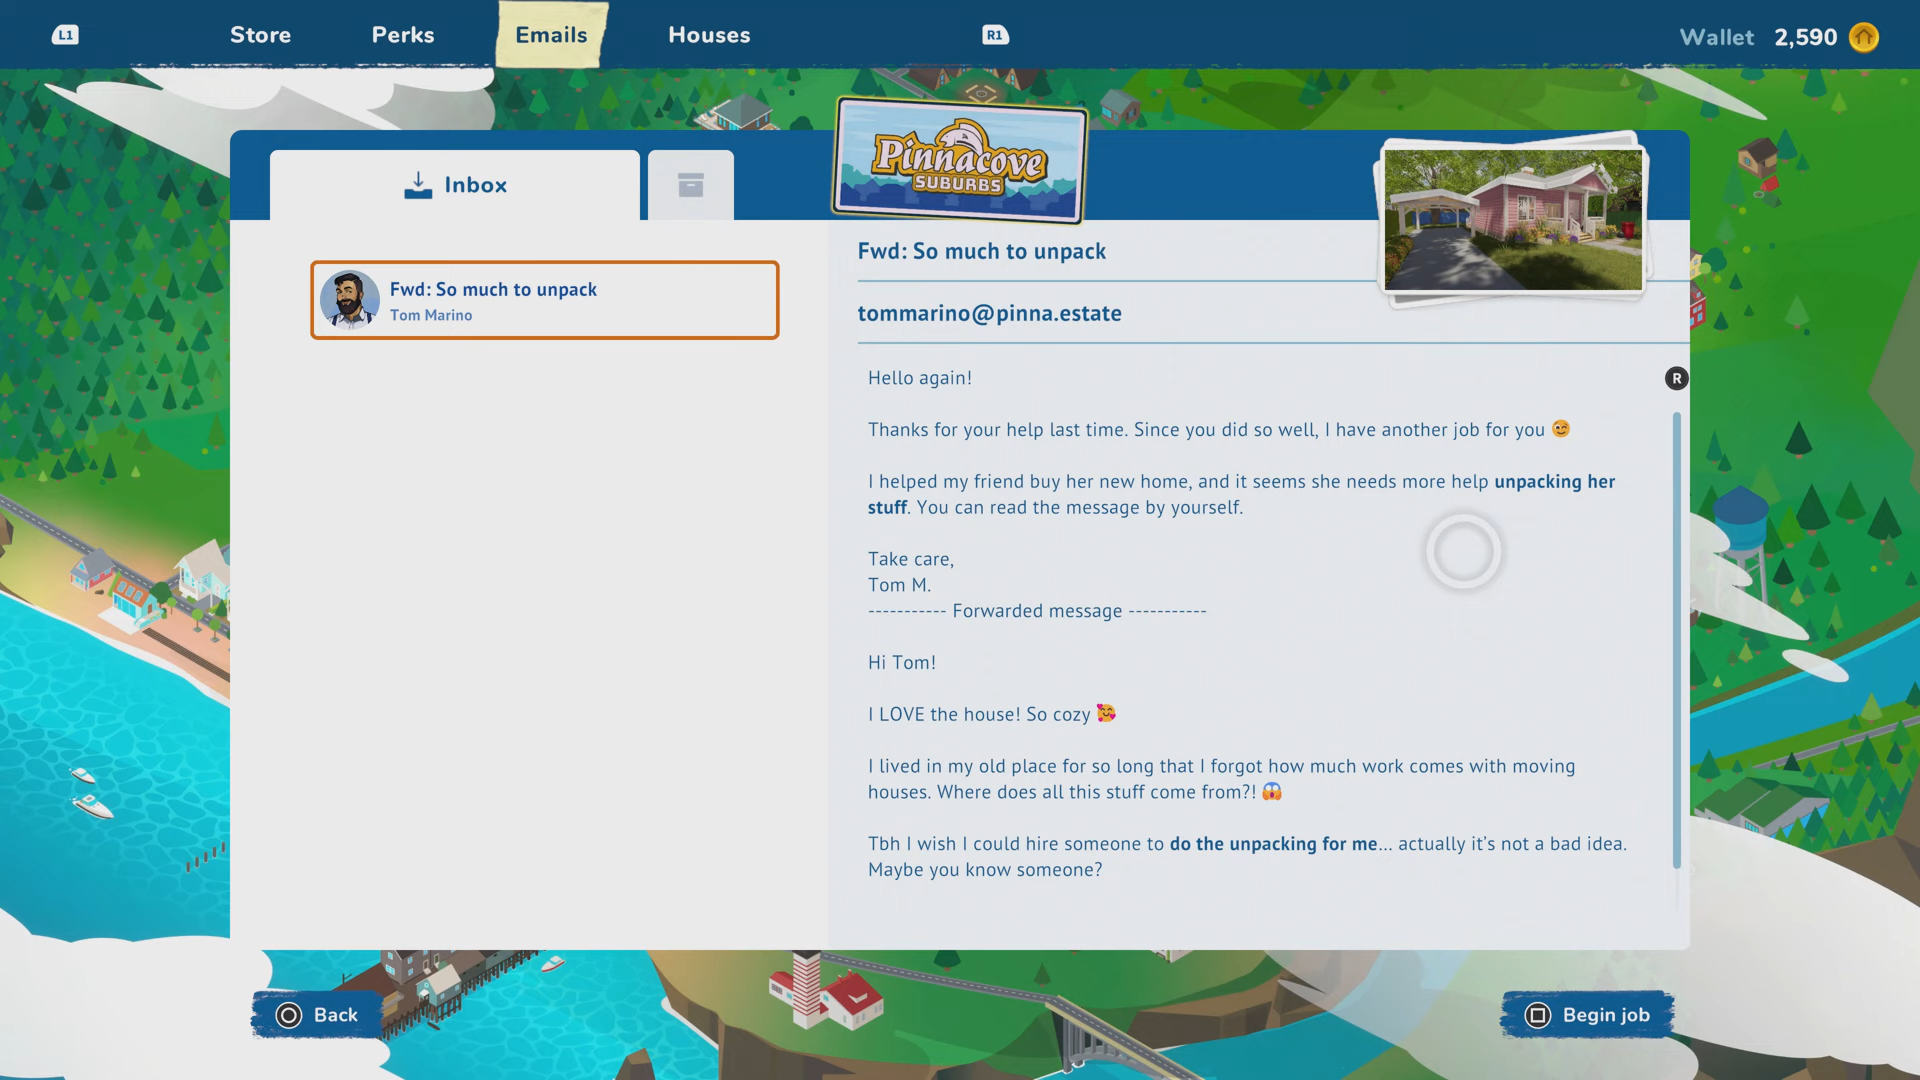 L1
Store
Perks
Emails
Houses
R1
Wallet 2,590
Pinnacove
SUBURBS
Inbox
Fwd: So much to unpack
Tom Marino
Fwd: So much to unpack
tommarino@pinna.estate
R
Hello again!
Thanks for your help last time. Since you did so well, I have another job for you 😉
I helped my friend buy her new home, and it seems she needs more help unpacking her
stuff. You can read the message by yourself.
Take care,
Tom M.
----------- Forwarded message -----------
Hi Tom!
I LOVE the house! So cozy 🥰
I lived in my old place for so long that I forgot how much work comes with moving
houses. Where does all this stuff come from?! 😱
Tbh I wish I could hire someone to do the unpacking for me... actually it's not a bad idea.
Maybe you know someone?
Back
Begin job